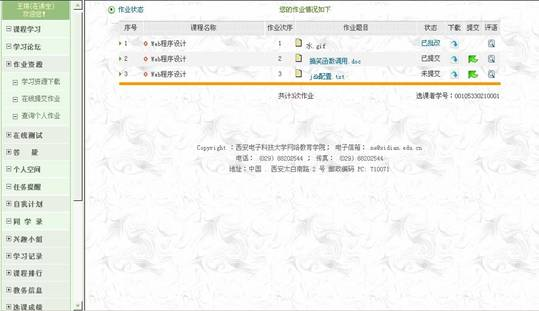 王琪(在读生)
欢迎您!
课程学习
学习论坛
作业资源
学习资源下载
在线提交作业
查询个人作业
在线测试
答 疑
个人空间
任务提醒
自我计划
同 学 录
兴趣小组
学习记录
课程排行
教务信息
选课成绩
作业状态 您的作业情况如下
序号 课程名称 作业次序 作业题目 状态 下载 提交 评语
1 Web程序设计 1 水.gif 已批改
2 Web程序设计 2 搞笑函数调用.doc 已提交
3 Web程序设计 3 jdk配置.txt 未提交
共计3次作业 选课者学号:00105330210001
Copyright :西安电子科技大学网络教育学院; 电子信箱: ne@xidian.edu.cn
电话: (029) 88202544 ; 传真: (029) 88202544
地址:中国 . 西安太白南路 2 号 邮政编码 PC: 710071